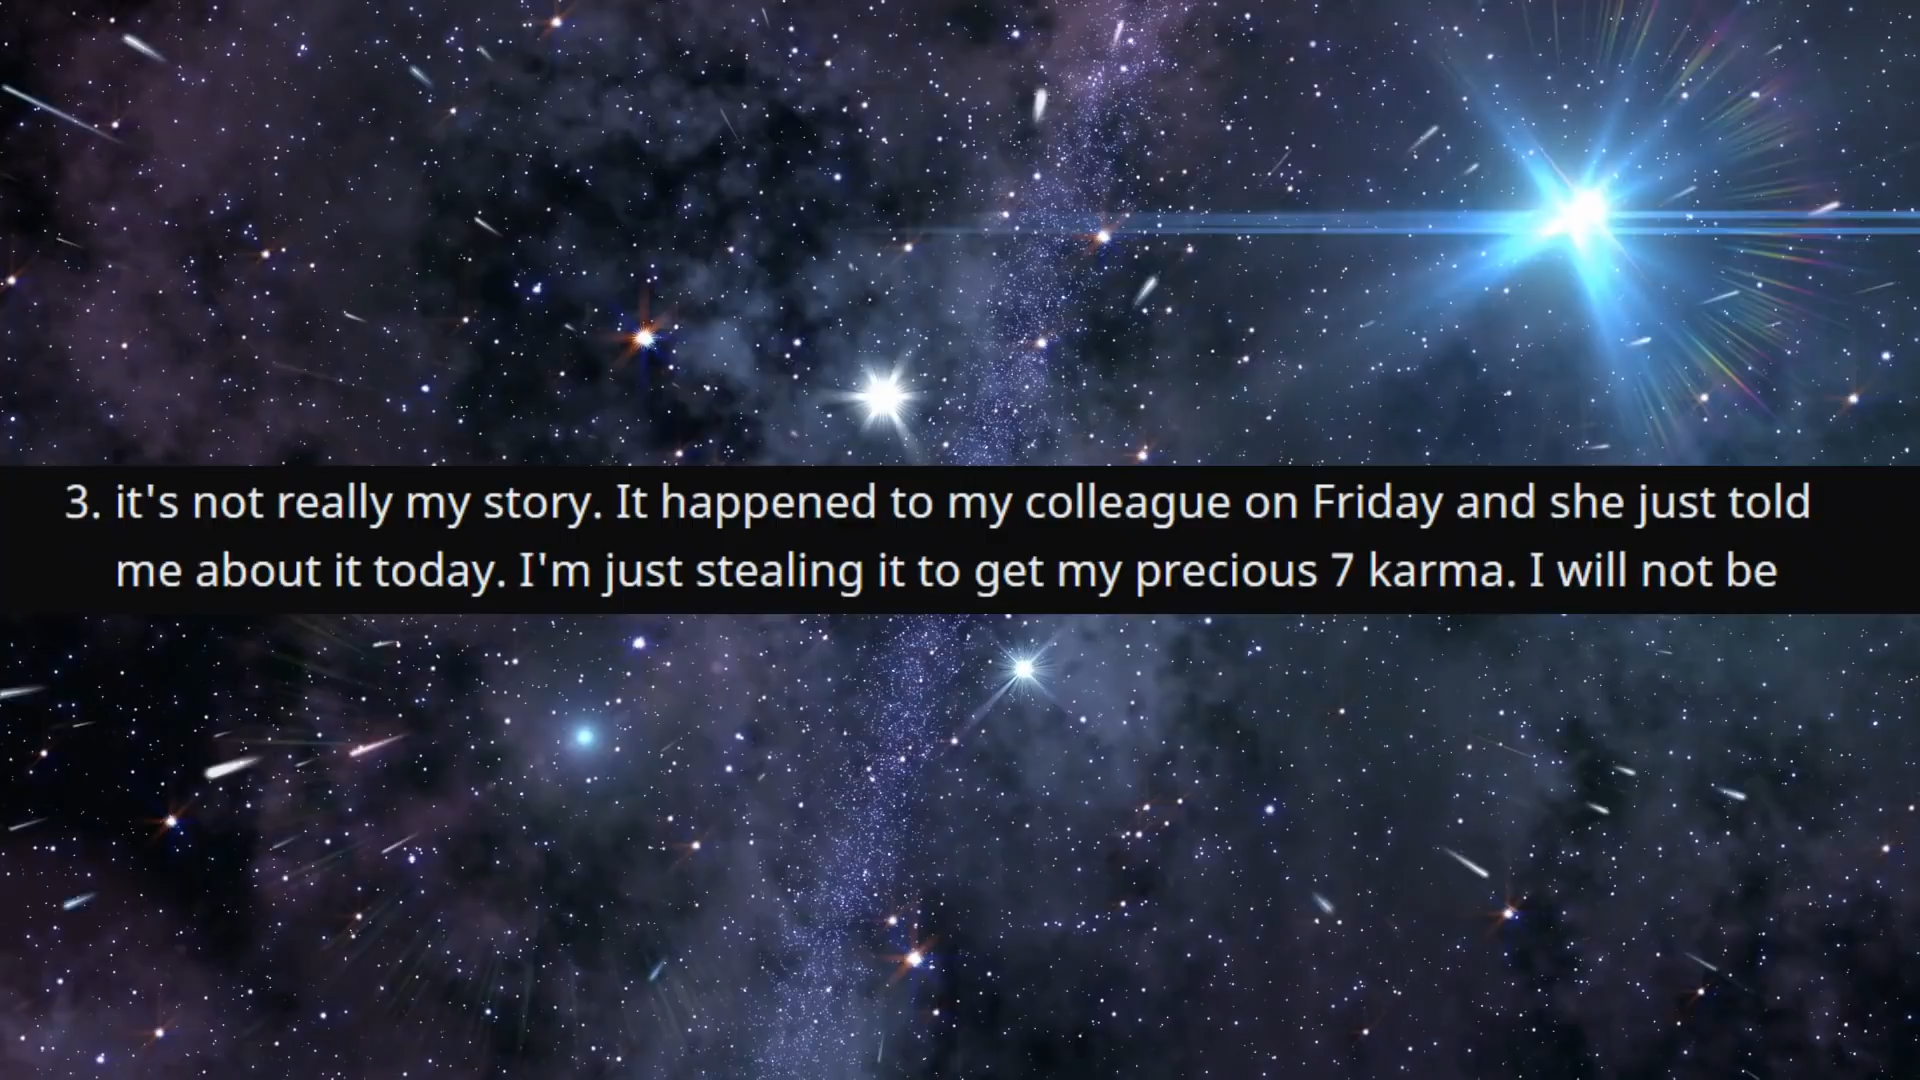 3. it's not really my story. It happened to my colleague on Friday and she just told
me about it today. I'm just stealing it to get my precious 7 karma. I will not be